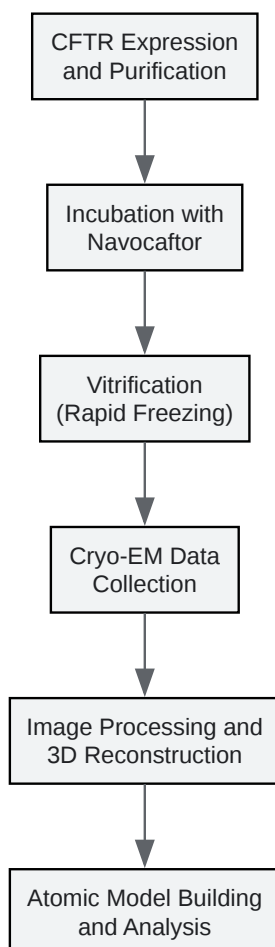 CFTR Expression
and Purification
Incubation with
Navocaftor
Vitrification
(Rapid Freezing)
Cryo-EM Data
Collection
Image Processing and
3D Reconstruction
Atomic Model Building
and Analysis